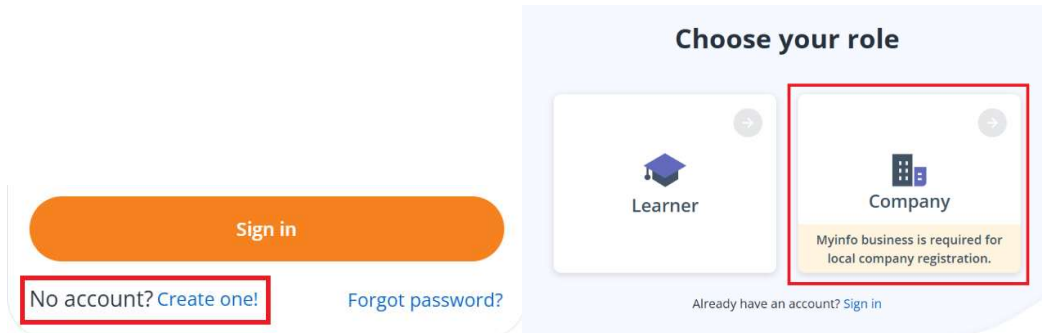 Sign in
No account? Create one!
Forgot password?
Choose your role
Learner
Company
Myinfo business is required for
local company registration.
Already have an account? Sign in